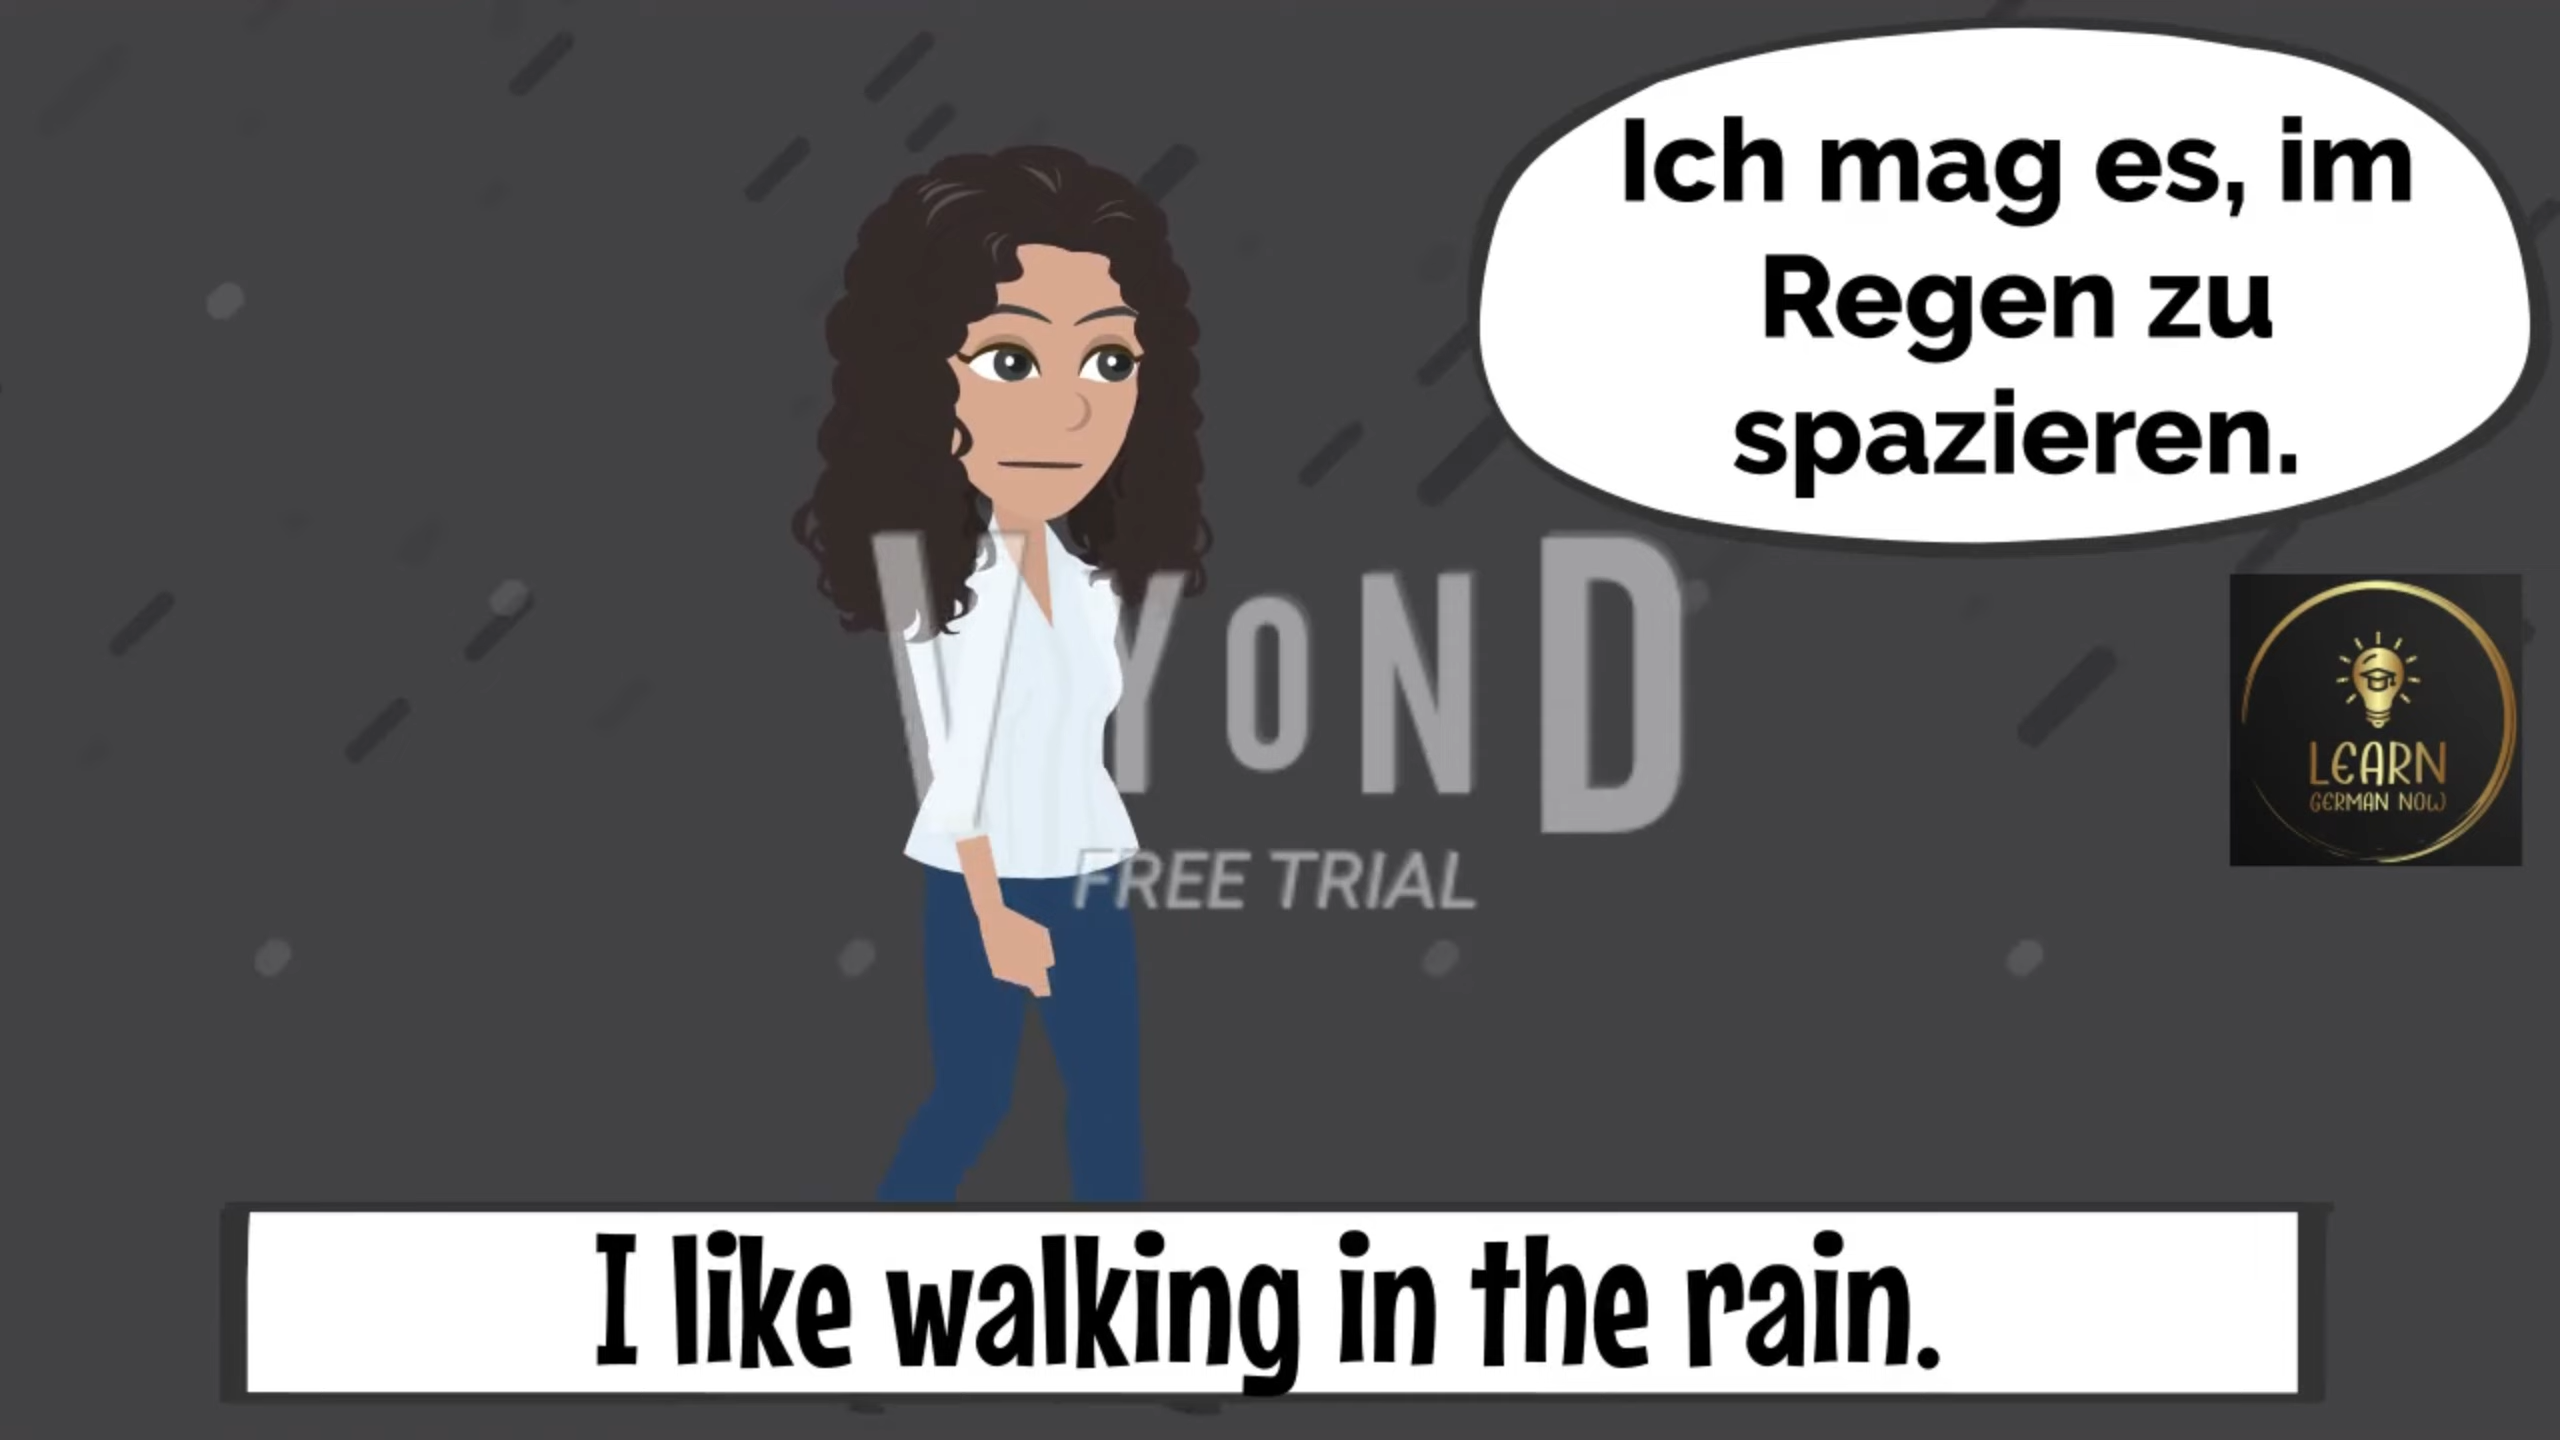 Ich mag es, im
Regen zu
spazieren.
VYOND
FREE TRIAL
LEARN
GERMAN NOW
I like walking in the rain.